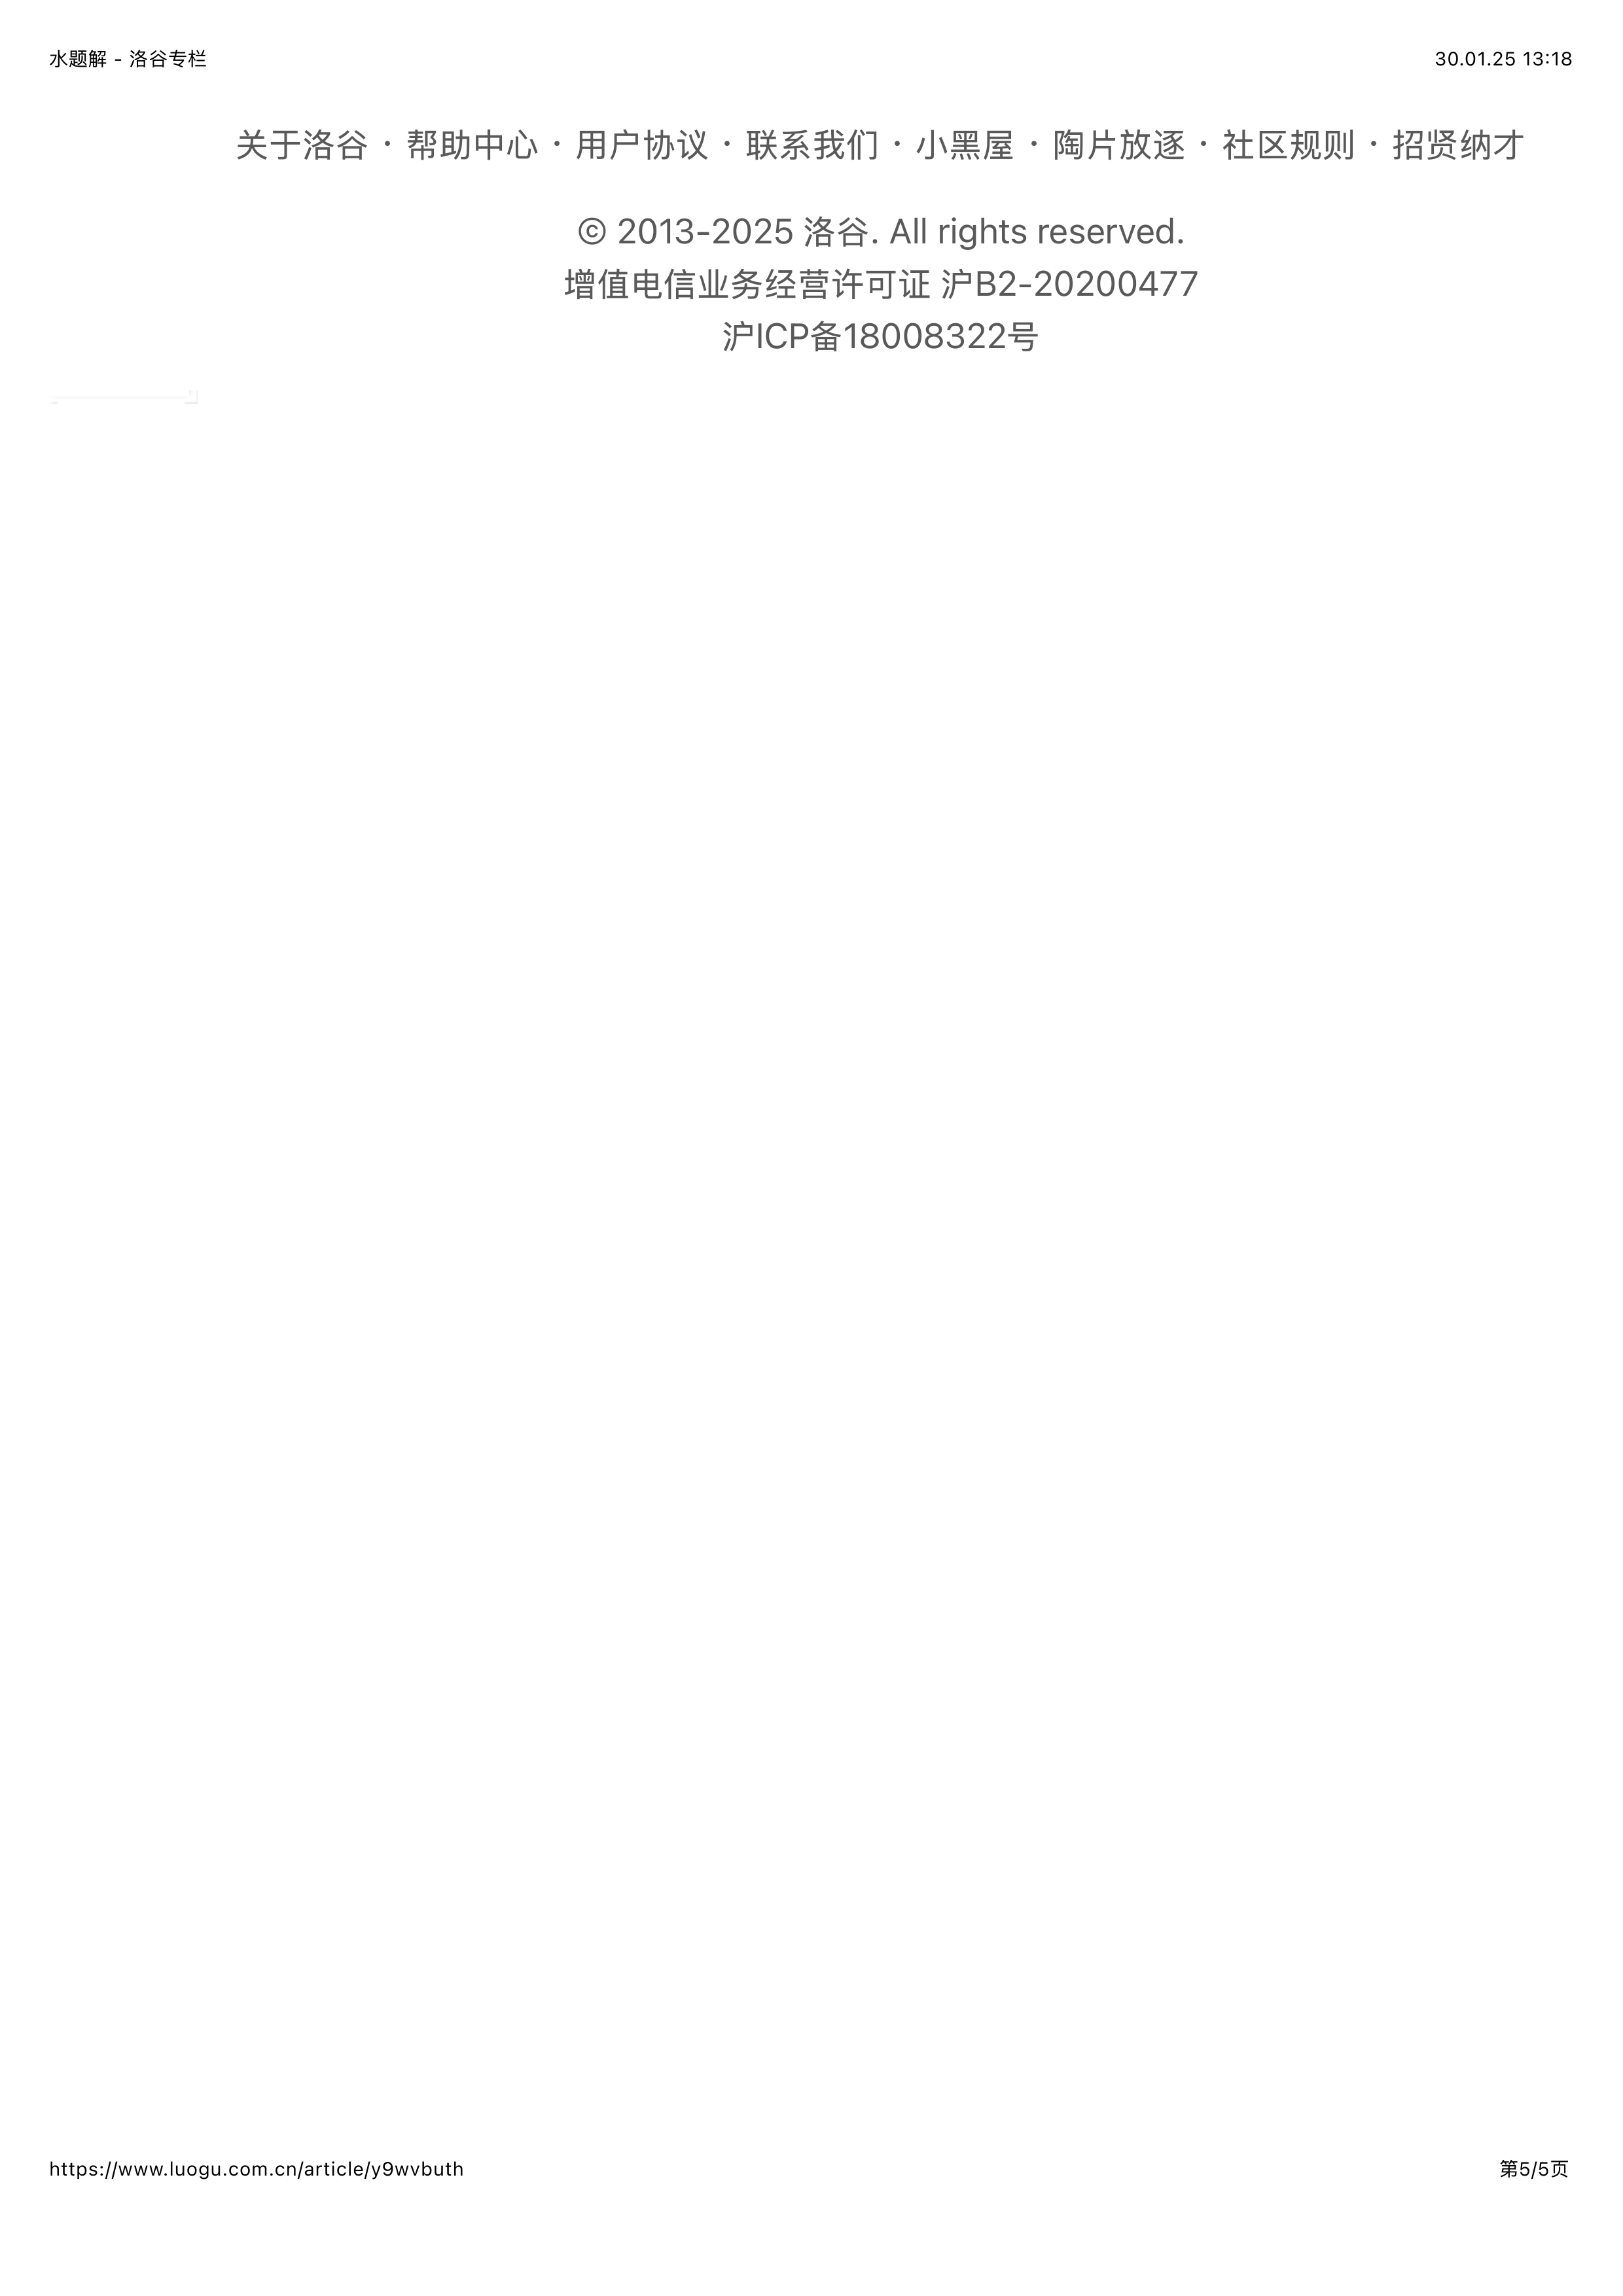 水题解 - 洛谷专栏
30.01.25 13:18
关于洛谷 · 帮助中心 · 用户协议 · 联系我们 · 小黑屋 · 陶片放逐 · 社区规则 · 招贤纳才
© 2013-2025 洛谷. All rights reserved.
增值电信业务经营许可证 沪B2-20200477
沪ICP备18008322号
https://www.luogu.com.cn/article/y9wvbuth
第5/5页